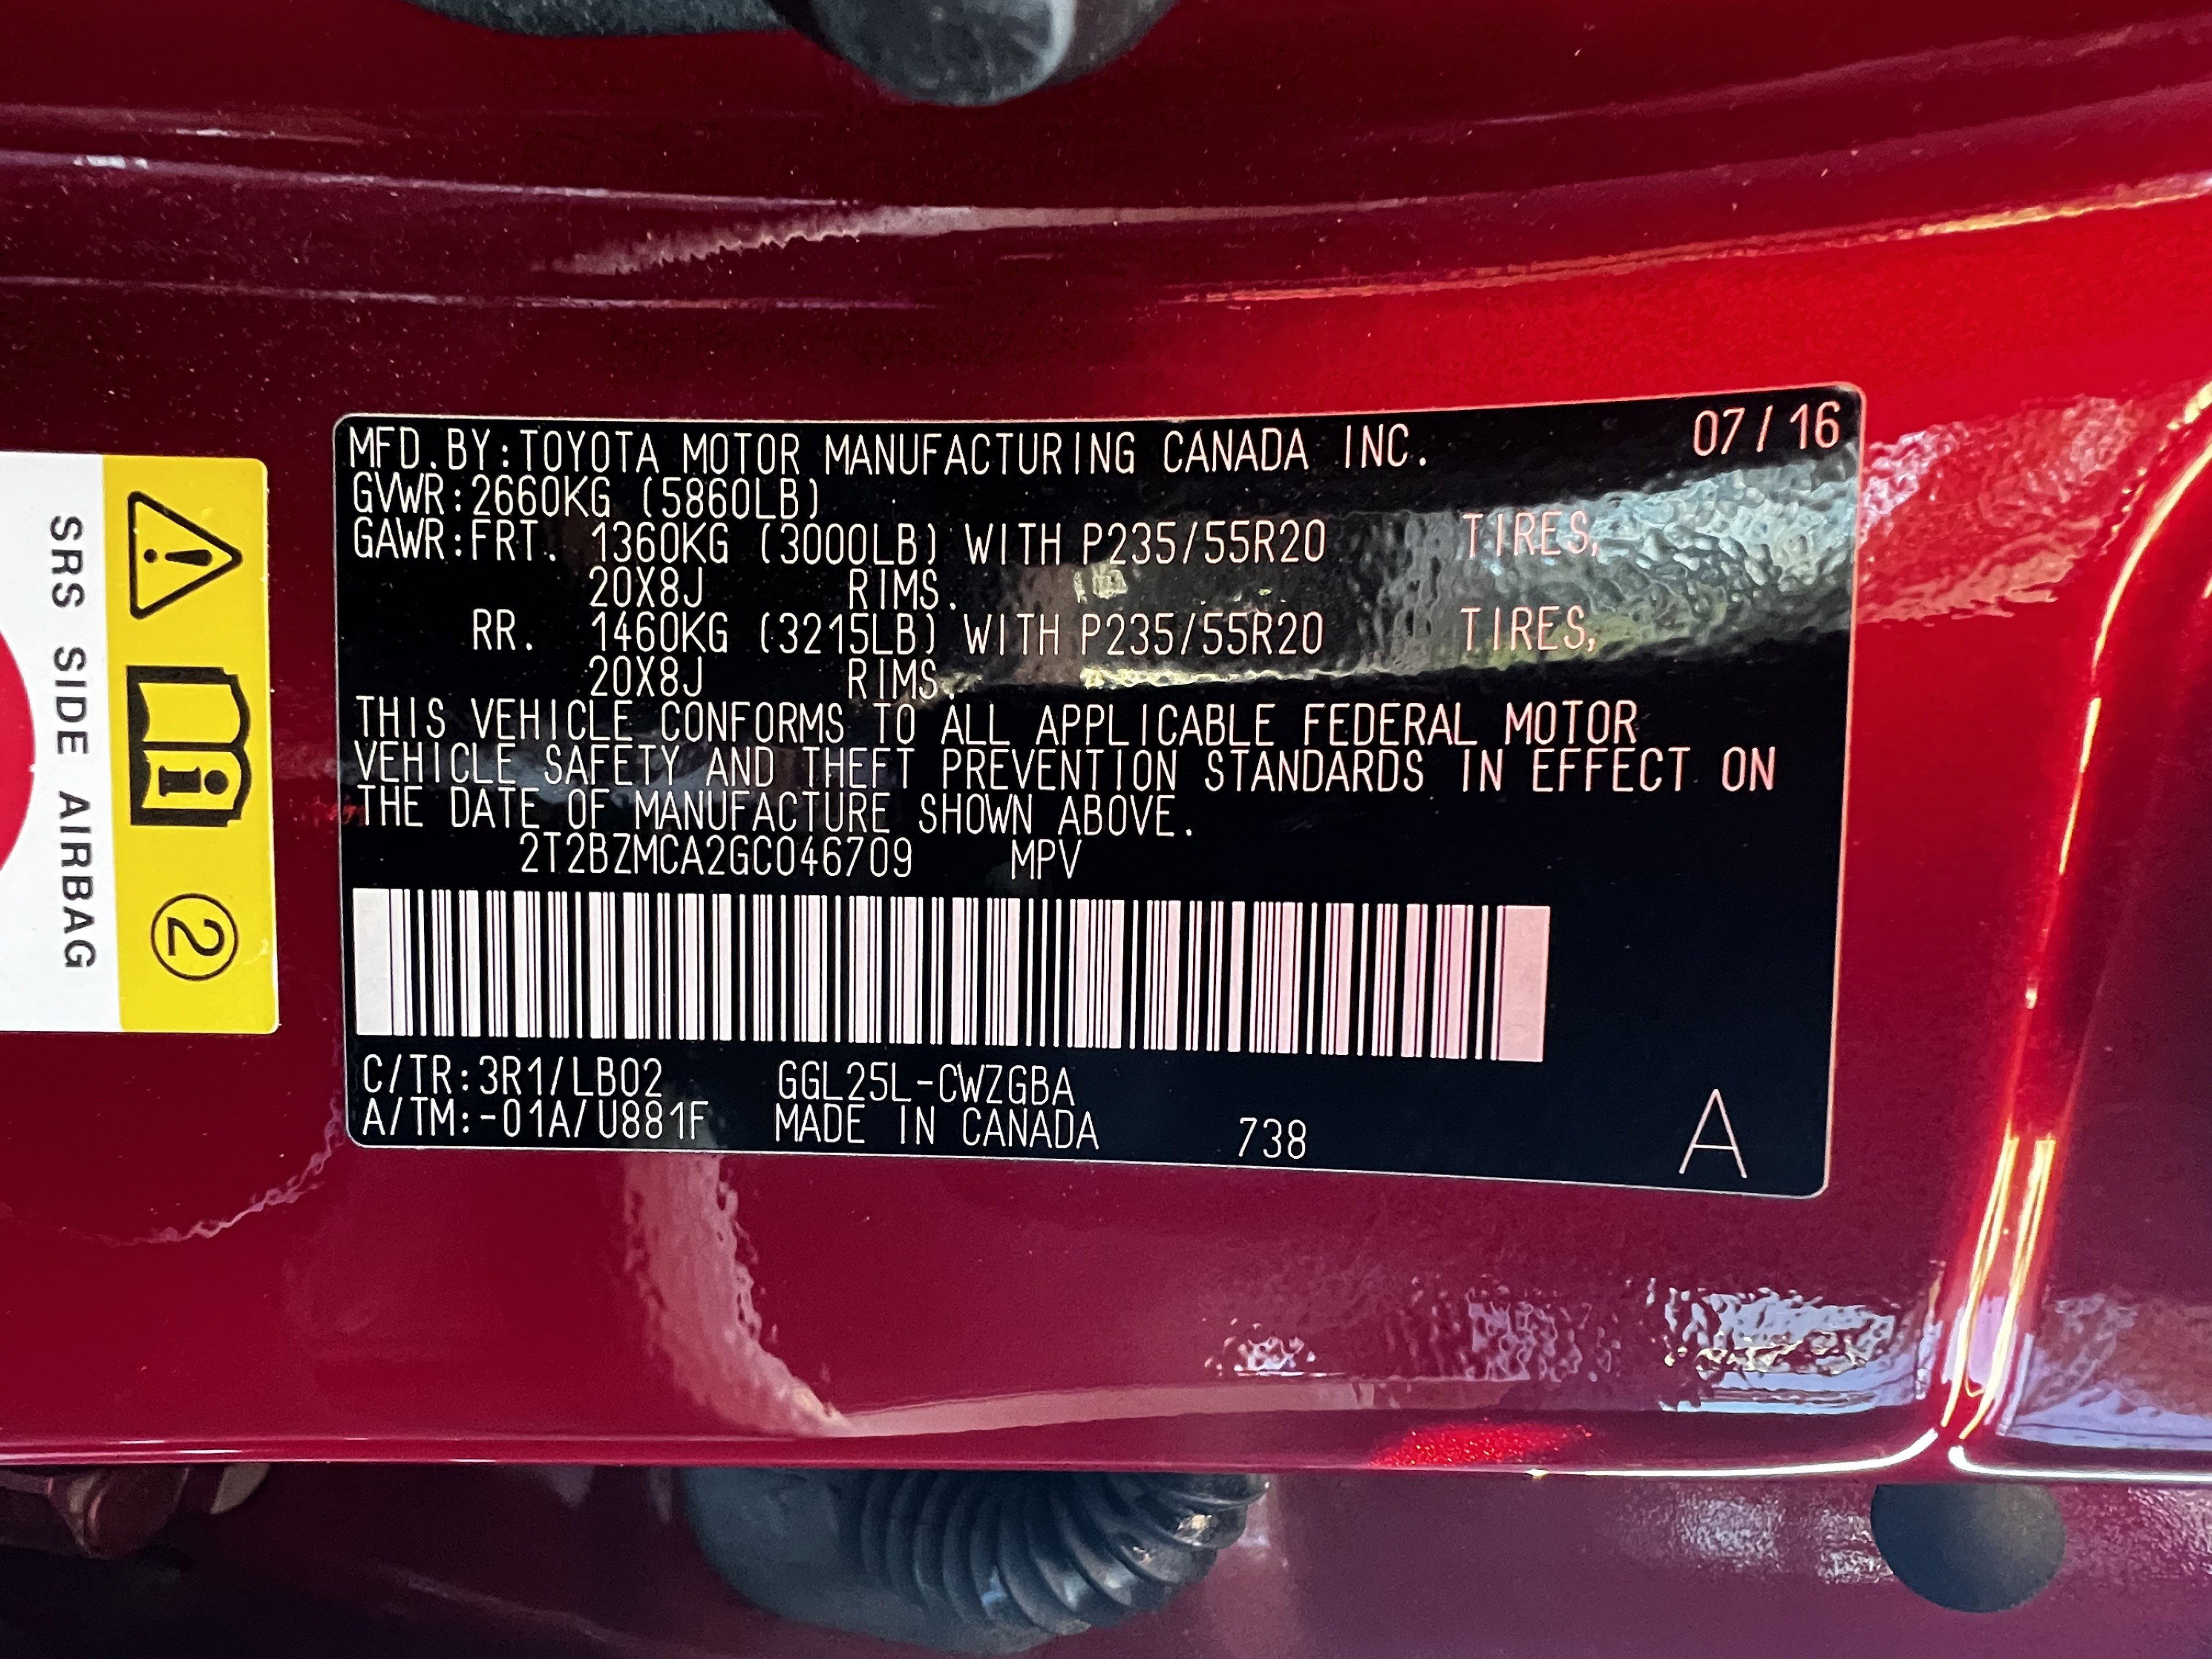 MFD.BY:TOYOTA MOTOR MANUFACTURING CANADA INC. 07/16
GVWR:2660KG (5860LB)
GAWR:FRT. 1360KG (3000LB) WITH P235/55R20 TIRES,
20X8J RIMS.
RR. 1460KG (3215LB) WITH P235/55R20 TIRES,
20X8J RIMS.
THIS VEHICLE CONFORMS TO ALL APPLICABLE FEDERAL MOTOR
VEHICLE SAFETY AND THEFT PREVENTION STANDARDS IN EFFECT ON
THE DATE OF MANUFACTURE SHOWN ABOVE.
2T2BZMCA2GC046709 MPV
C/TR:3R1/LB02 GGL25L-CWZGBA
A/TM:-01A/U881F MADE IN CANADA 738 A
SRS SIDE AIRBAG
2